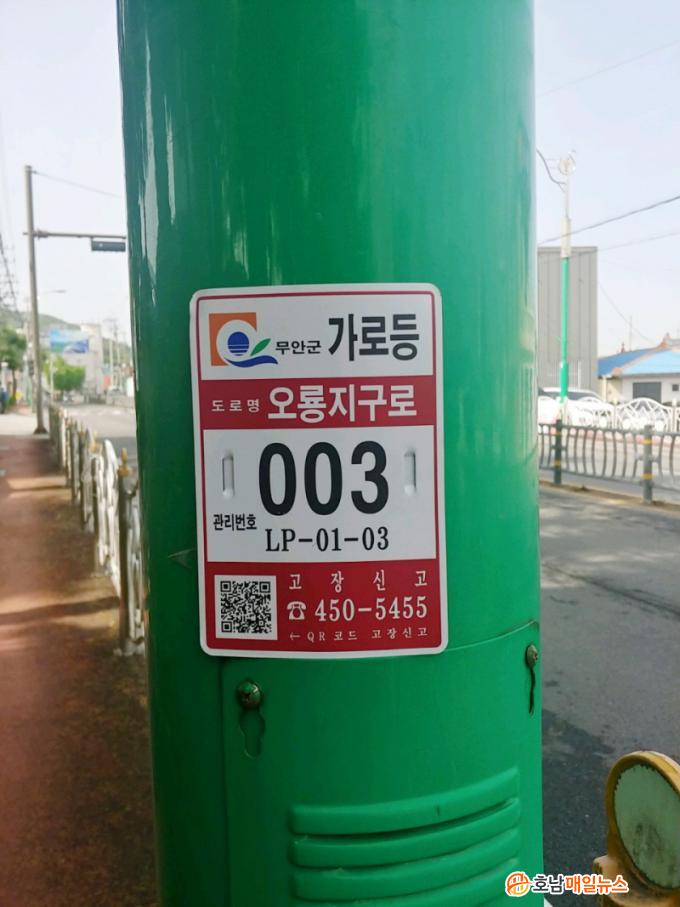 무안군 가로등
도로명 오룡지구로
003
관리번호
LP-01-03
고장신고
☎ 450-5455
← QR코드 고장신고
호남매일뉴스